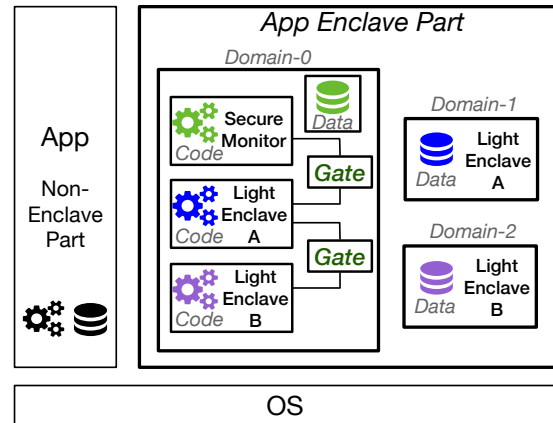 App Enclave Part
Domain-0
Data
Secure
Monitor
Code
Gate
Light
Enclave
A
Code
Gate
Light
Enclave
B
Code
Domain-1
Light
Enclave
A
Data
Domain-2
Light
Enclave
B
Data
App
Non-
Enclave
Part
OS